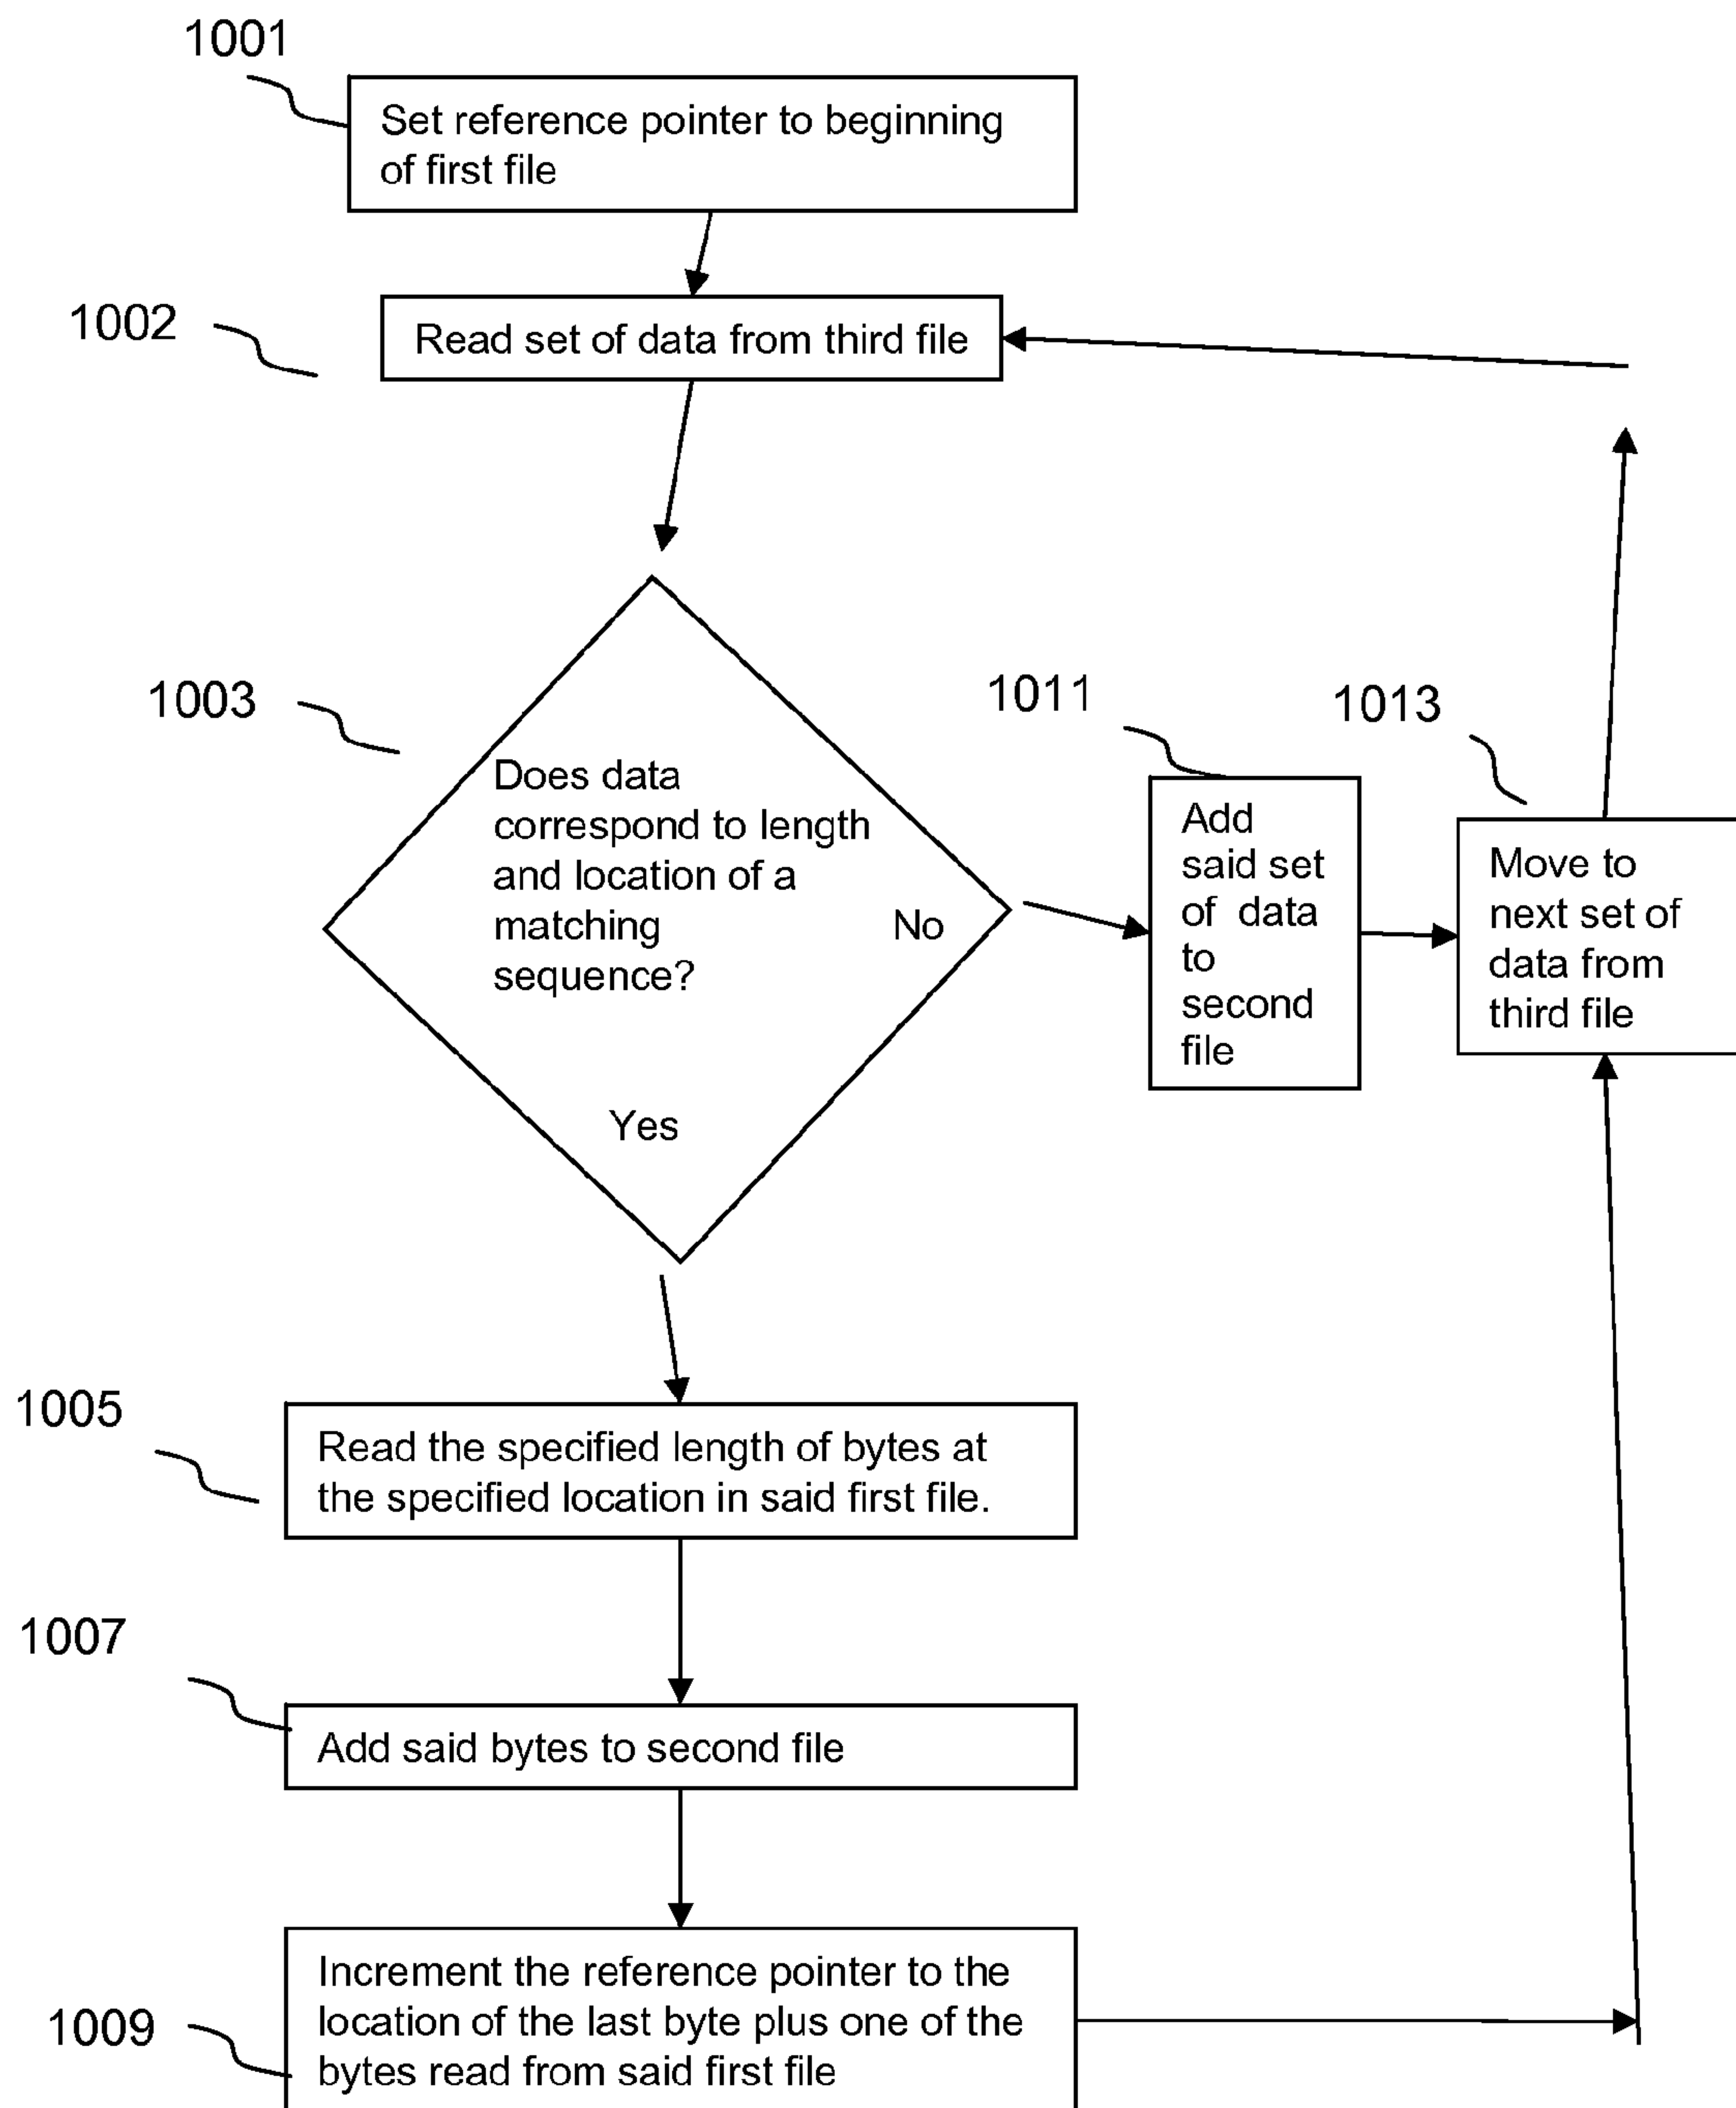 1001
Set reference pointer to beginning
of first file
1002
Read set of data from third file
1003
Does data
correspond to length
and location of a
matching
sequence?
No
Yes
1011
Add
said set
of data
to
second
file
1013
Move to
next set of
data from
third file
1005
Read the specified length of bytes at
the specified location in said first file.
1007
Add said bytes to second file
1009
Increment the reference pointer to the
location of the last byte plus one of the
bytes read from said first file